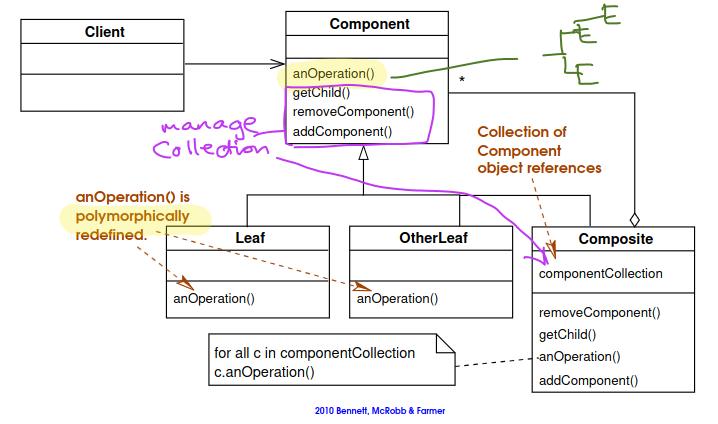 Client
Component
anOperation()
getChild()
removeComponent()
addComponent()
*
E
E
E
manage
Collection
Collection of
Component
object references
anOperation() is
polymorphically
redefined.
Leaf
anOperation()
OtherLeaf
anOperation()
Composite
componentCollection
removeComponent()
getChild()
anOperation()
addComponent()
for all c in componentCollection
c.anOperation()
2010 Bennett, McRobb & Farmer